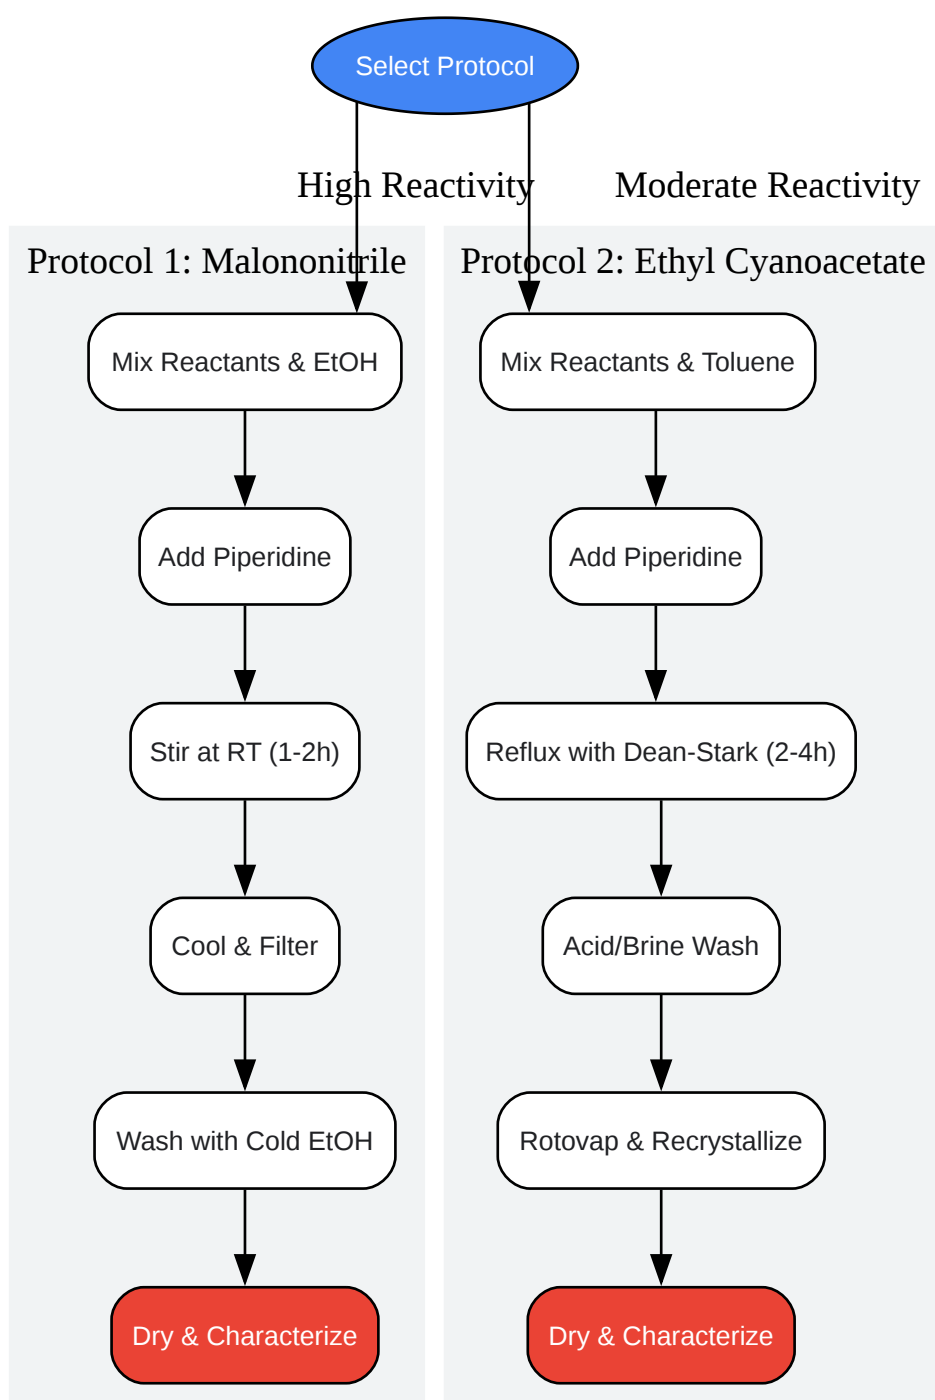 Select Protocol
High Reactivity
Moderate Reactivity
Protocol 1: Malononitrile
Mix Reactants & EtOH
Add Piperidine
Stir at RT (1-2h)
Cool & Filter
Wash with Cold EtOH
Dry & Characterize
Protocol 2: Ethyl Cyanoacetate
Mix Reactants & Toluene
Add Piperidine
Reflux with Dean-Stark (2-4h)
Acid/Brine Wash
Rotovap & Recrystallize
Dry & Characterize